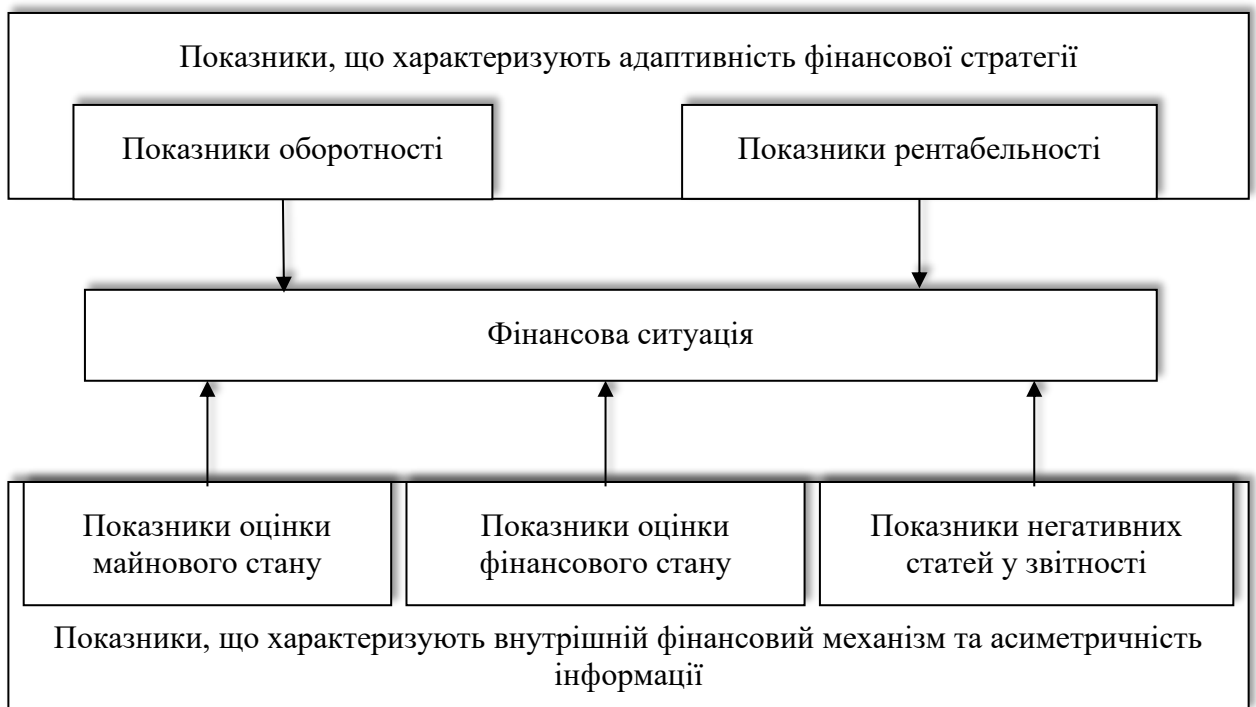 Показники, що характеризують адаптивність фінансової стратегії
Показники оборотності
Показники рентабельності
Фінансова ситуація
Показники оцінки
майнового стану
Показники оцінки
фінансового стану
Показники негативних
статей у звітності
Показники, що характеризують внутрішній фінансовий механізм та асиметричність
інформації